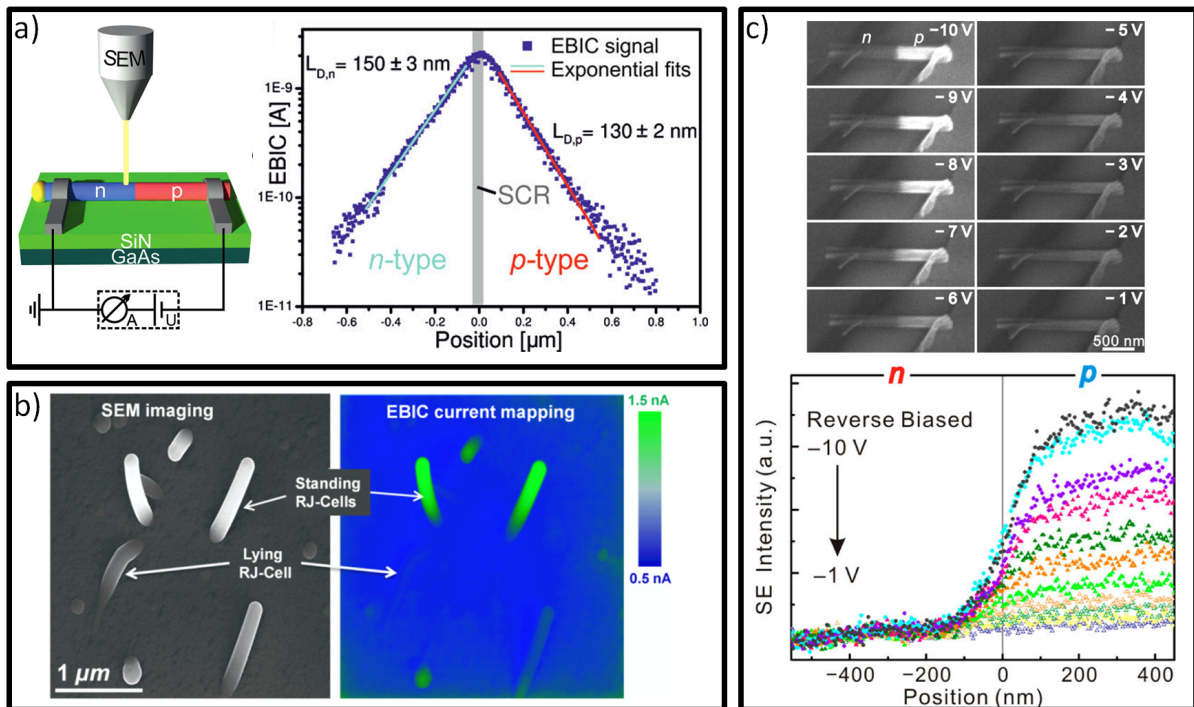 a)
SEM
n
p
SiN
GaAs
A
U
EBIC [A]
1E-9
1E-10
1E-11
L_D,n = 150 ± 3 nm
EBIC signal
Exponential fits
L_D,p = 130 ± 2 nm
SCR
n-type
p-type
-0.8
-0.6
-0.4
-0.2
0.0
0.2
0.4
0.6
0.8
1.0
Position [µm]
b)
SEM imaging
EBIC current mapping
Standing
RJ-Cells
Lying
RJ-Cell
1 µm
1.5 nA
0.5 nA
c)
n
p
−10 V
−5 V
−9 V
−4 V
−8 V
−3 V
−7 V
−2 V
−6 V
−1 V
500 nm
n
p
Reverse Biased
−10 V
−1 V
SE Intensity (a.u.)
−400
−200
0
200
400
Position (nm)